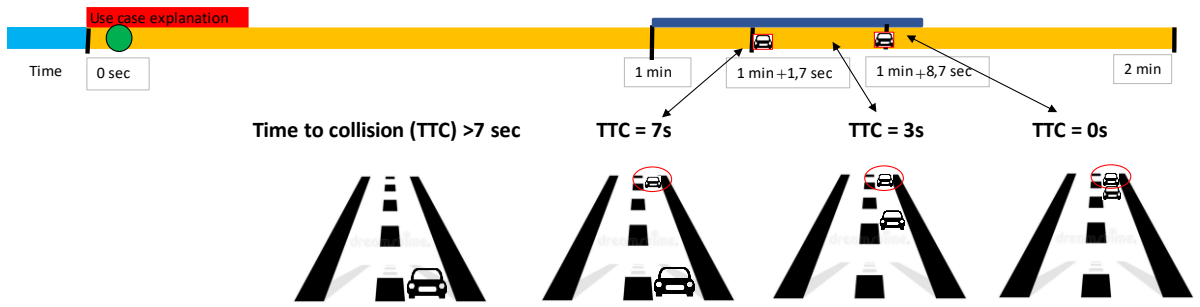 Use case explanation
Time
0 sec
1 min
1 min +1,7 sec
1 min +8,7 sec
2 min
Time to collision (TTC) >7 sec
TTC = 7s
TTC = 3s
TTC = 0s